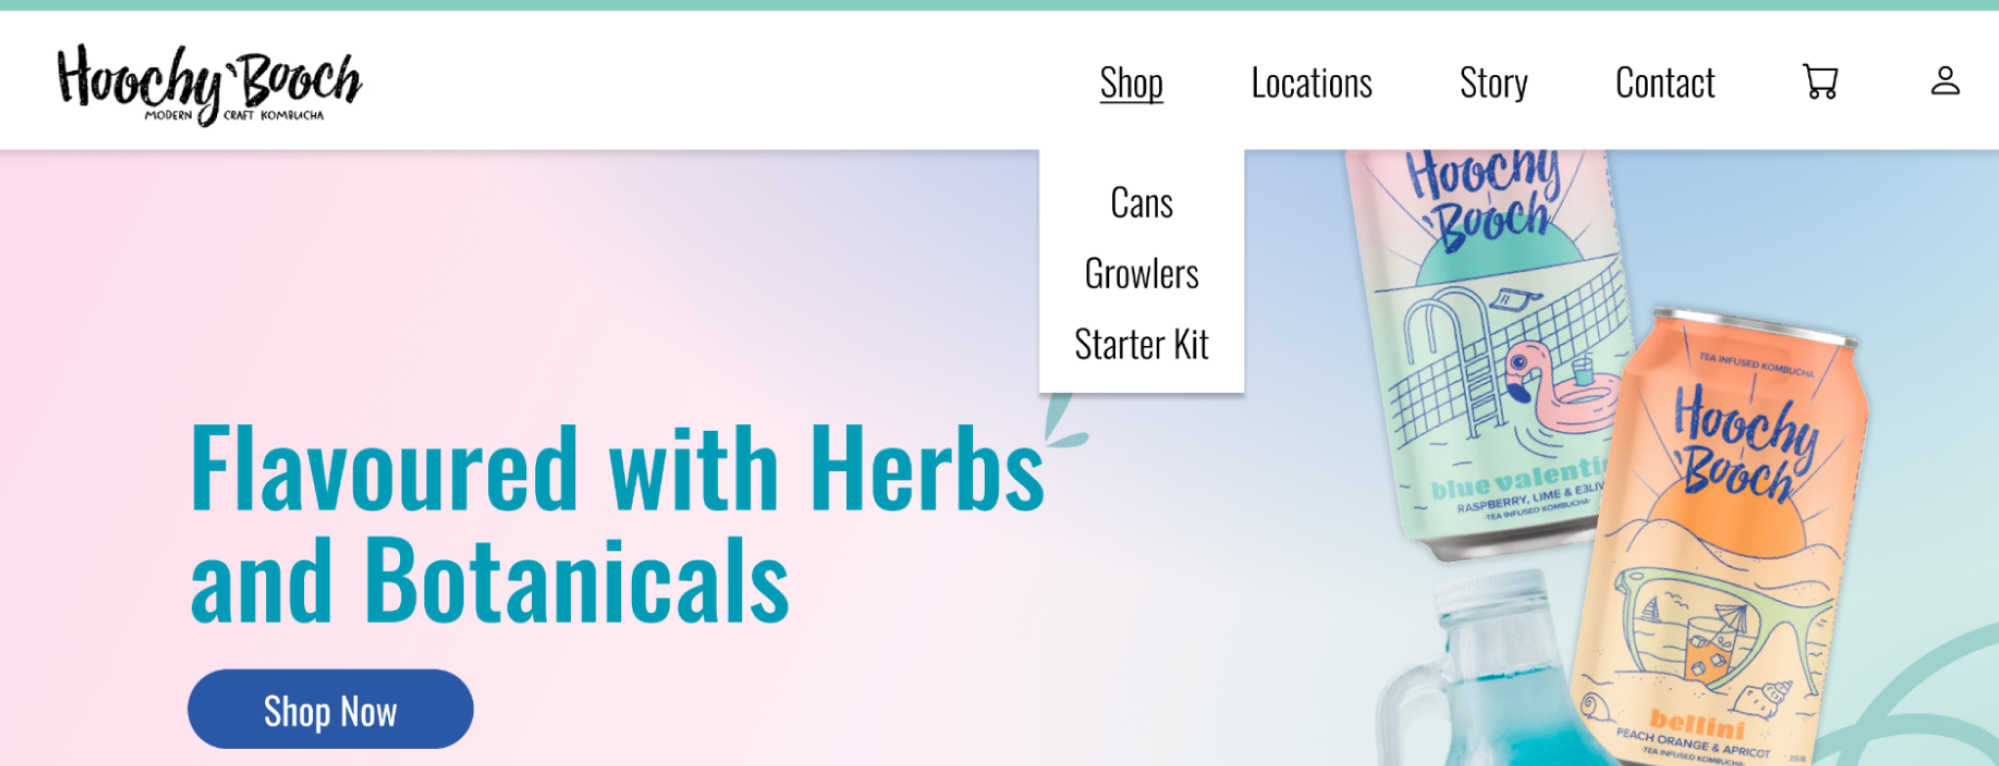 Hoochy 'Booch
MODERN CRAFT KOMBUCHA
Shop
Locations
Story
Contact
Cans
Growlers
Starter Kit
Flavoured with Herbs
and Botanicals
Shop Now
Hoochy
'Booch
blue valenti
RASPBERRY, LIME & E3LIV
·TEA INFUSED KOMBUCHA·
TEA INFUSED KOMBUCHA
Hoochy
'Booch
bellini
PEACH ORANGE & APRICOT
·TEA INFUSED KOMBUCHA·